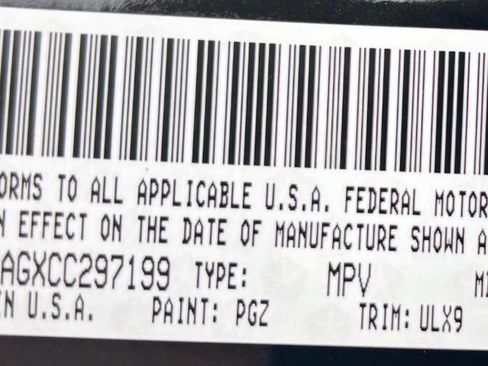 ORMS TO ALL APPLICABLE U.S.A. FEDERAL MOTOR
N EFFECT ON THE DATE OF MANUFACTURE SHOWN A
AGXCC297199 TYPE: MPV M
EN U.S.A. PAINT: PGZ TRIM: ULX9